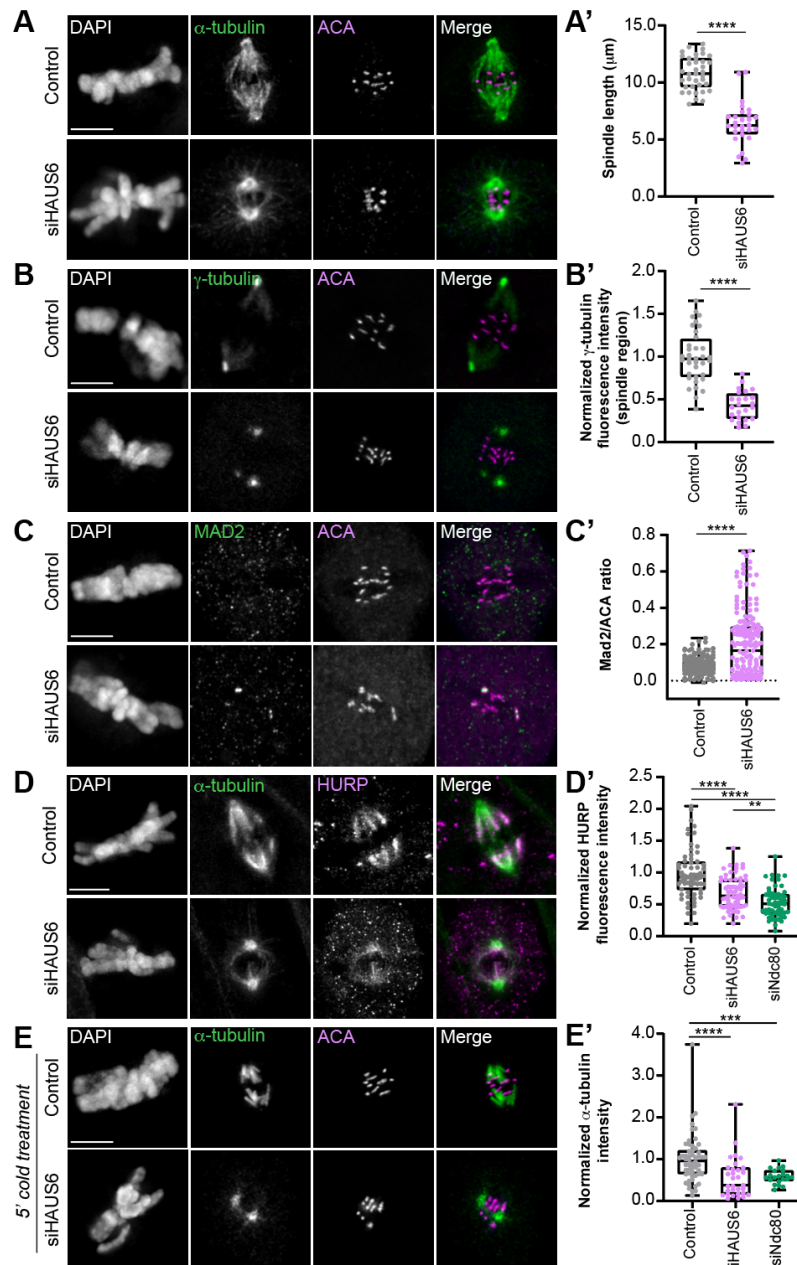 A
DAPI
α-tubulin
ACA
Merge
Control
siHAUS6
A’
Spindle length (μm)
15.0
10.0
5.0
0.0
****
Control
siHAUS6
B
DAPI
γ-tubulin
ACA
Merge
Control
siHAUS6
B’
Normalized γ-tubulin
fluorescence intensity
(spindle region)
2.0
1.5
1.0
0.5
0.0
****
Control
siHAUS6
C
DAPI
MAD2
ACA
Merge
Control
siHAUS6
C’
Mad2/ACA ratio
0.8
0.6
0.4
0.2
0.0
****
Control
siHAUS6
D
DAPI
α-tubulin
HURP
Merge
Control
siHAUS6
D’
Normalized HURP
fluorescence intensity
2.5
2.0
1.5
1.0
0.5
0.0
****
****
**
Control
siHAUS6
siNdc80
E
DAPI
α-tubulin
ACA
Merge
5' cold treatment
Control
siHAUS6
E’
Normalized α-tubulin
intensity
4.0
3.0
2.0
1.0
0.0
***
****
Control
siHAUS6
siNdc80